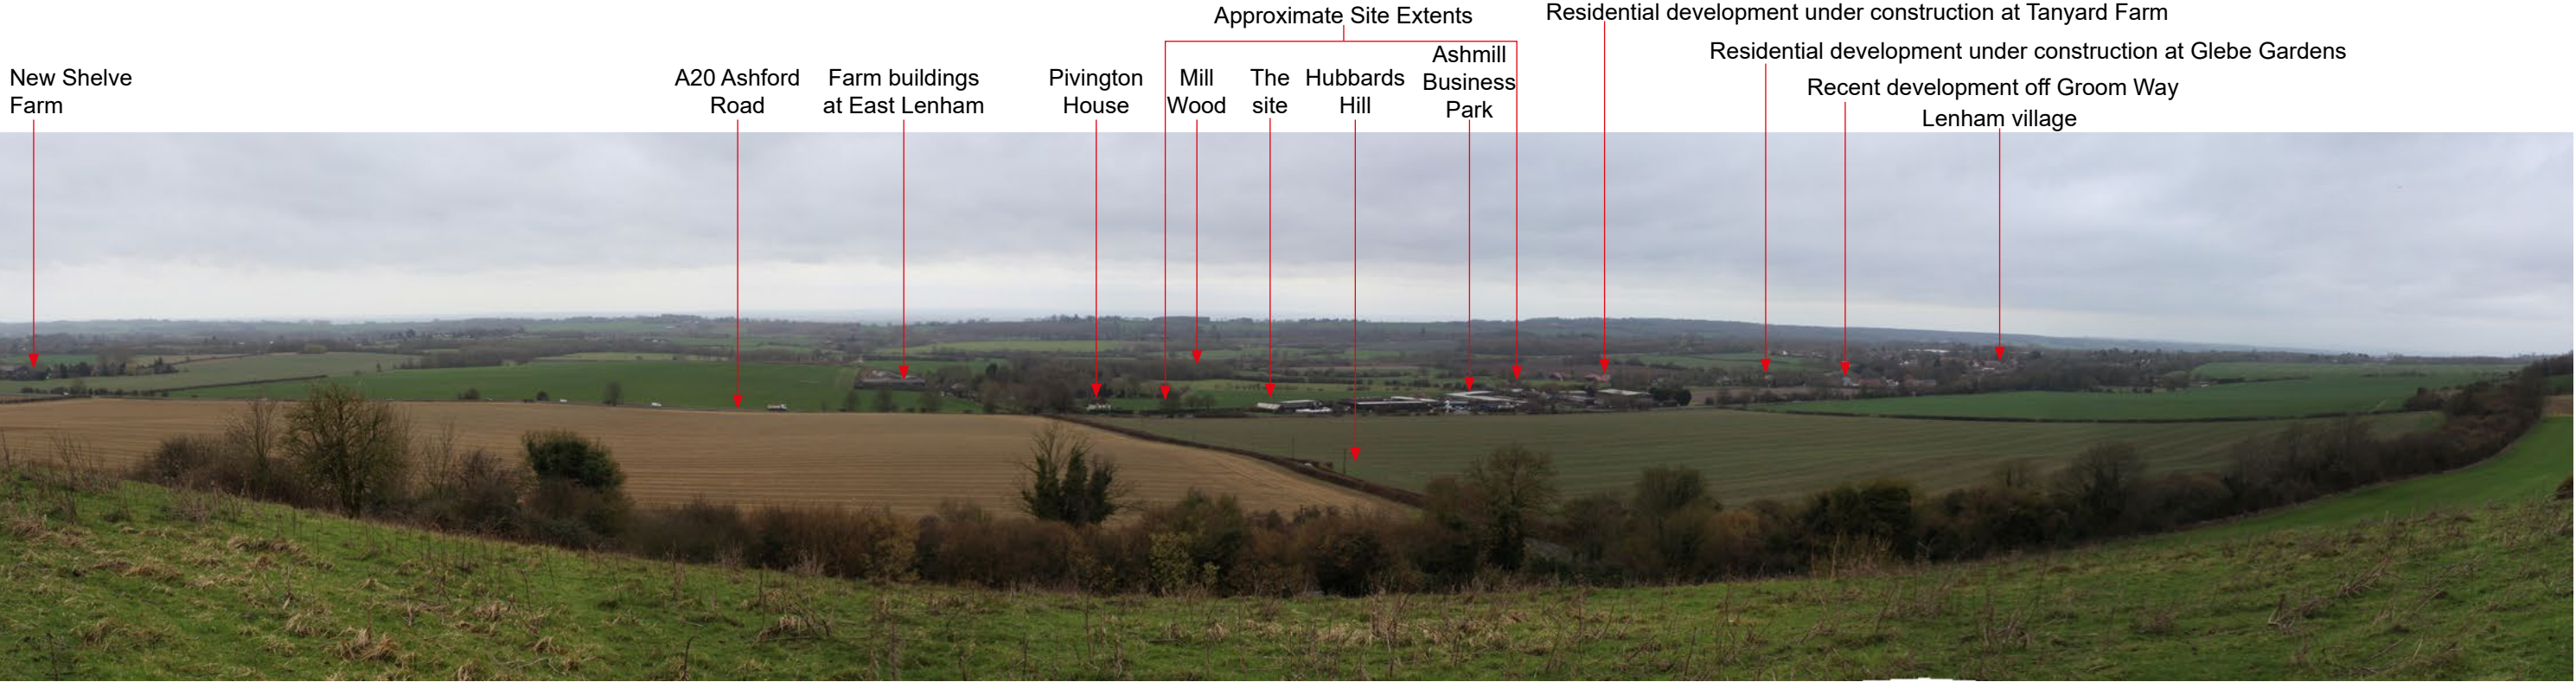 Approximate Site Extents
Residential development under construction at Tanyard Farm
Residential development under construction at Glebe Gardens
Recent development off Groom Way
Lenham village
New Shelve
Farm
A20 Ashford
Road
Farm buildings
at East Lenham
Pivington
House
Mill
Wood
The
site
Hubbards
Hill
Ashmill
Business
Park